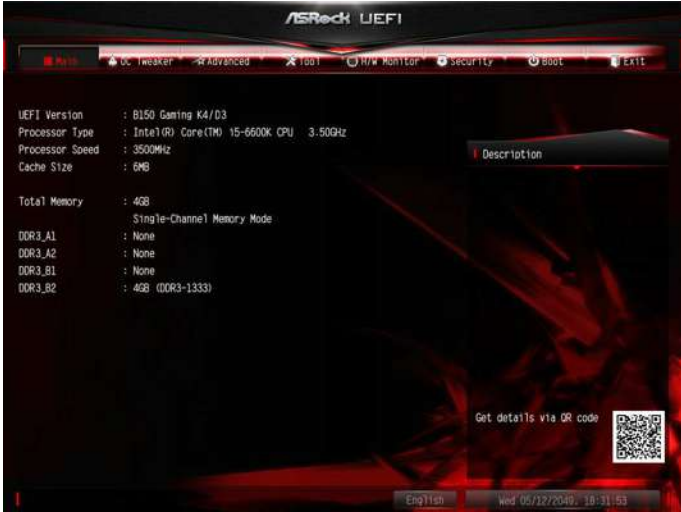 ASRock UEFI
Main OC Tweaker Advanced Tool H/W Monitor Security Boot Exit
UEFI Version : B150 Gaming K4/D3
Processor Type : Intel(R) Core(TM) i5-6600K CPU 3.50GHz
Processor Speed : 3500MHz
Cache Size : 6MB
Total Memory : 4GB
Single-Channel Memory Mode
DDR3_A1 : None
DDR3_A2 : None
DDR3_B1 : None
DDR3_B2 : 4GB (DDR3-1333)
Description
Get details via QR code
English
Wed 05/12/2049. 18:31:53